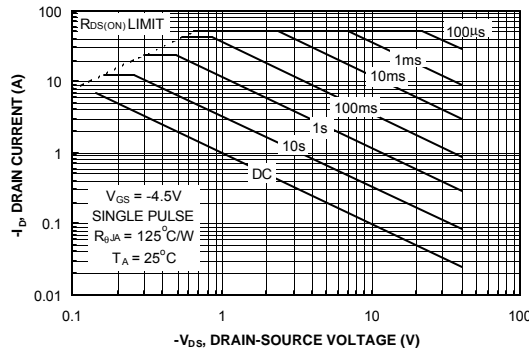 100
10
1
0.1
0.01
0.1
1
10
100
-ID, DRAIN CURRENT (A)
-VDS, DRAIN-SOURCE VOLTAGE (V)
RDS(ON) LIMIT
100µs
1ms
10ms
100ms
1s
10s
DC
VGS = -4.5V
SINGLE PULSE
RθJA = 125°C/W
TA = 25°C